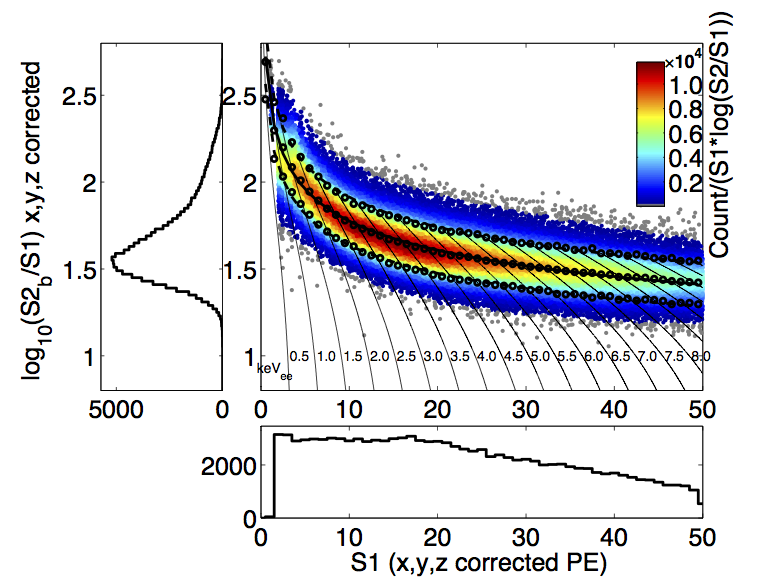 log10(S2b/S1) x,y,z corrected
2.5
2
1.5
1
5000 0
2.5
2
1.5
1
×10^4
1.0
0.8
0.6
0.4
0.2
Count/(S1*log(S2/S1))
keVee 0.5 1.0 1.5 2.0 2.5 3.0 3.5 4.0 4.5 5.0 5.5 6.0 6.5 7.0 7.5 8.0
0 10 20 30 40 50
2000
0
0 10 20 30 40 50
S1 (x,y,z corrected PE)